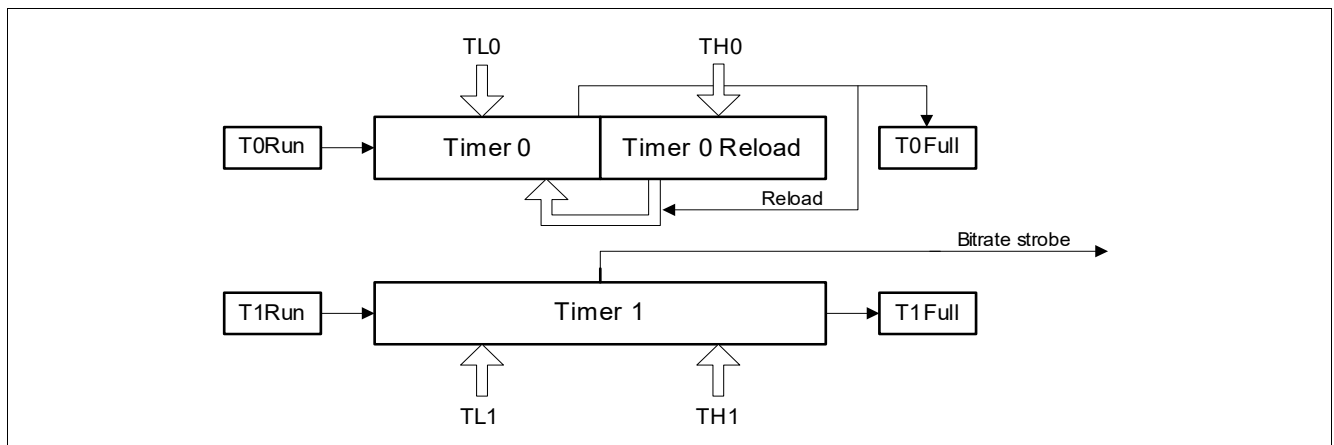 TL0 TH0
T0Run Timer 0 Timer 0 Reload T0Full
Reload
Bitrate strobe
T1Run Timer 1 T1Full
TL1 TH1